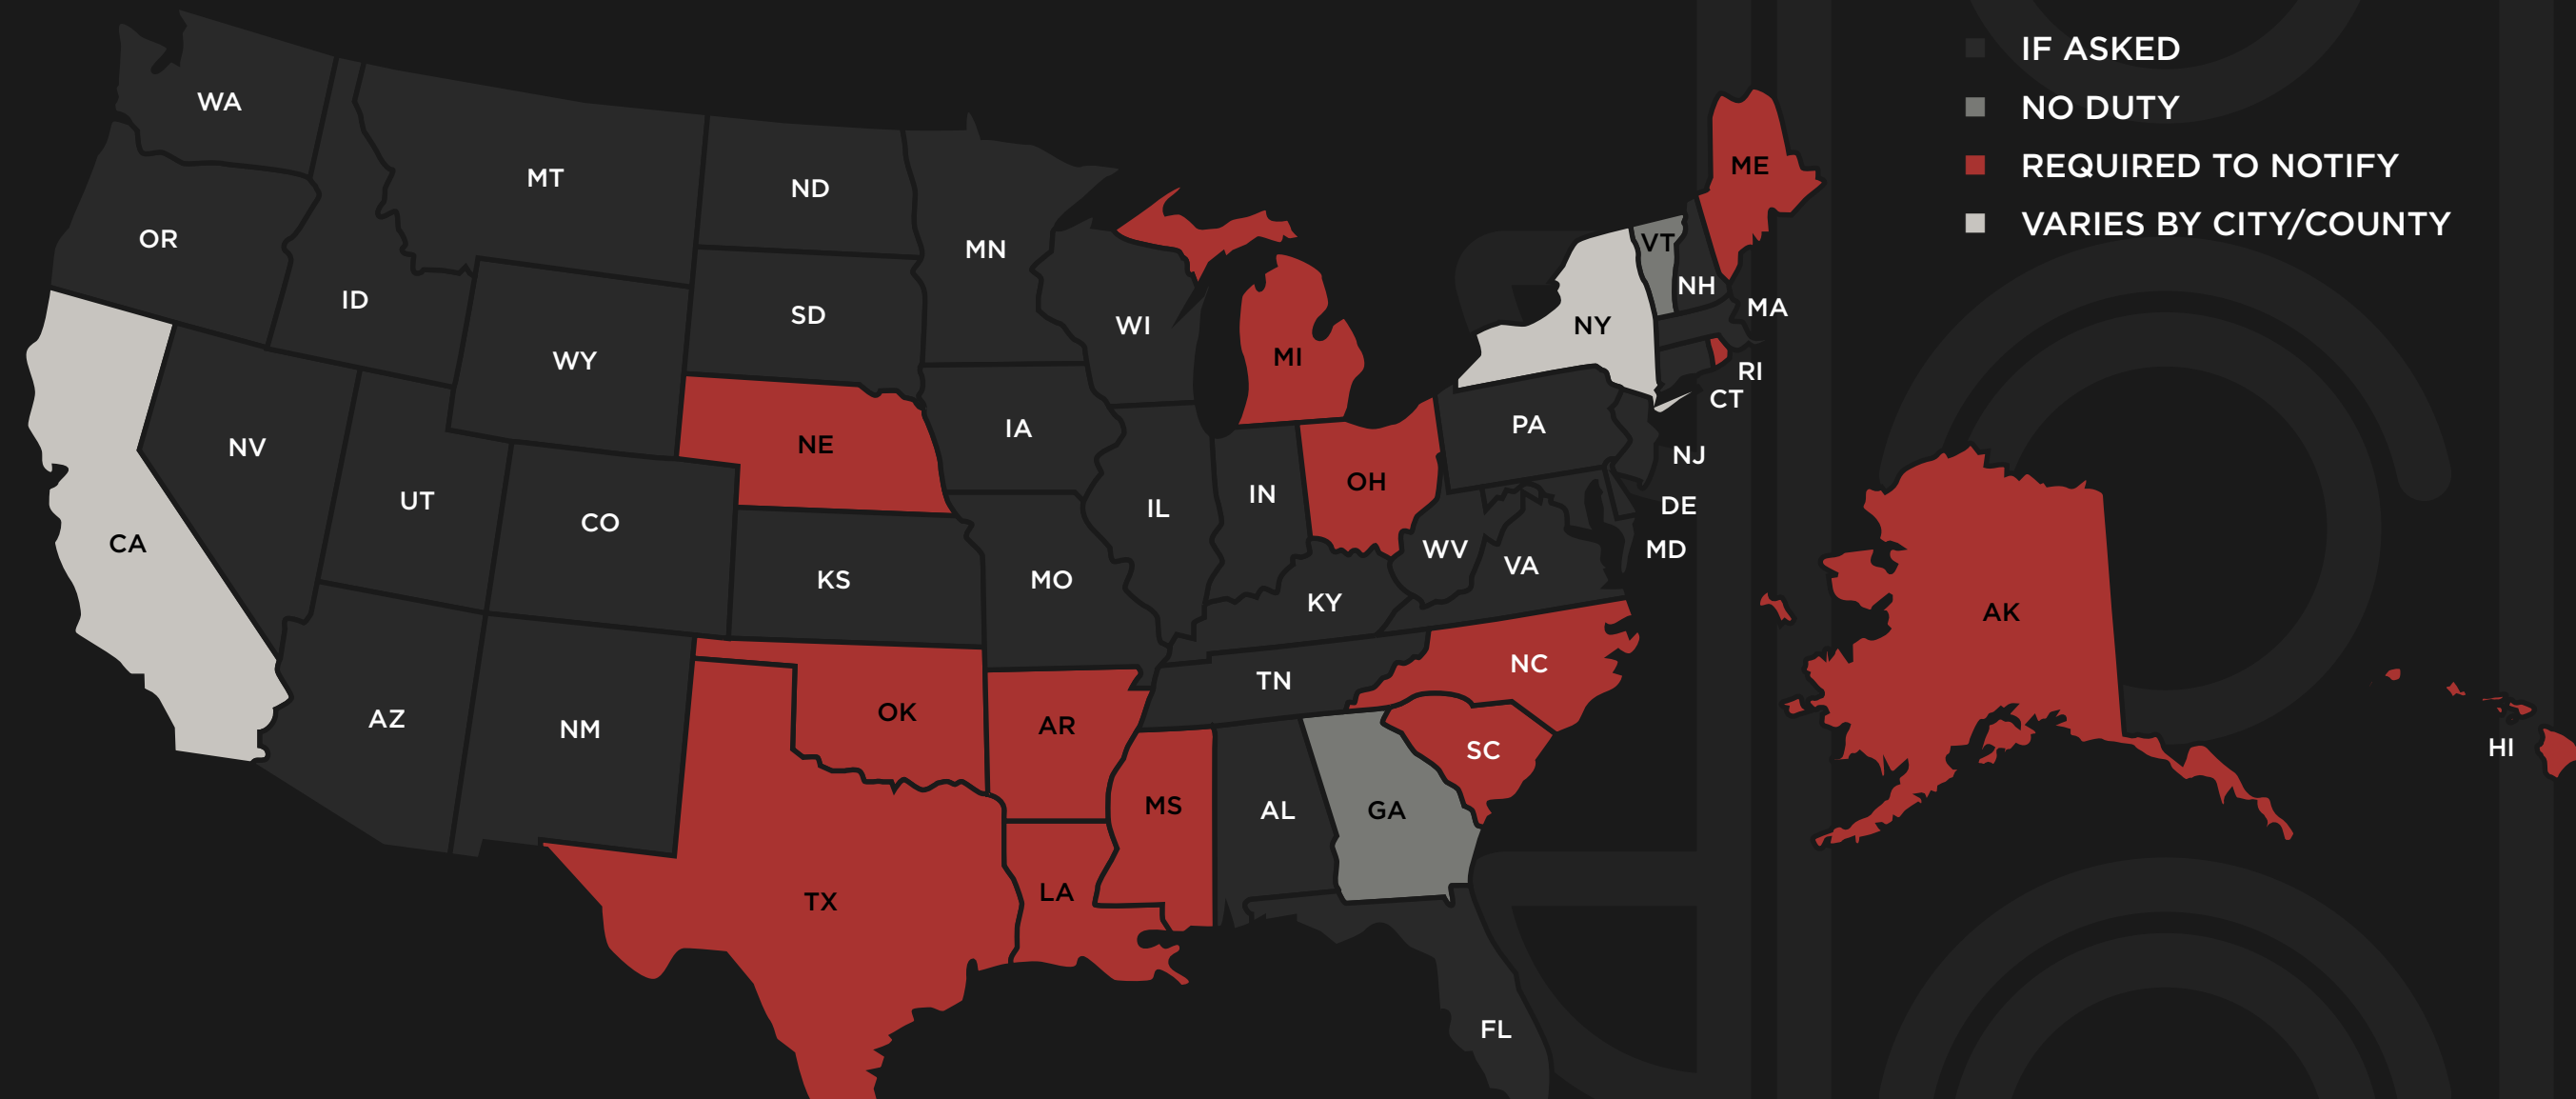 IF ASKED
NO DUTY
REQUIRED TO NOTIFY
VARIES BY CITY/COUNTY
WA
MT
ND
MN
OR
ID
SD
WI
WY
MI
NY
VT
NH
ME
MA
RI
CT
NV
UT
CO
NE
IA
IL
IN
OH
PA
NJ
DE
MD
CA
KS
MO
KY
WV
VA
AZ
NM
OK
AR
TN
NC
SC
MS
AL
GA
TX
LA
FL
AK
HI